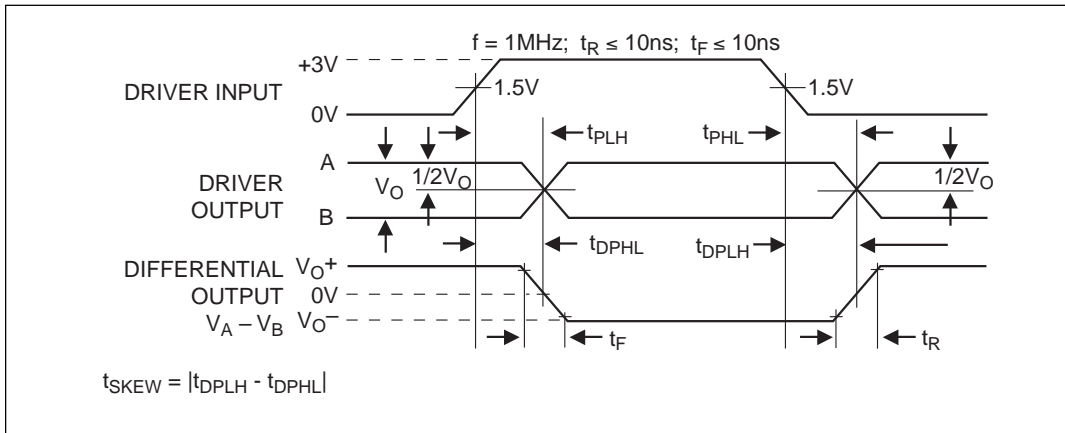 f = 1MHz; tR ≤ 10ns; tF ≤ 10ns
+3V
DRIVER INPUT
1.5V
1.5V
0V
tPLH
tPHL
A
DRIVER
OUTPUT
VO
1/2VO
1/2VO
B
tDPHL
tDPLH
DIFFERENTIAL
OUTPUT
VA – VB
VO+
0V
VO–
tF
tR
tSKEW = |tDPLH - tDPHL|